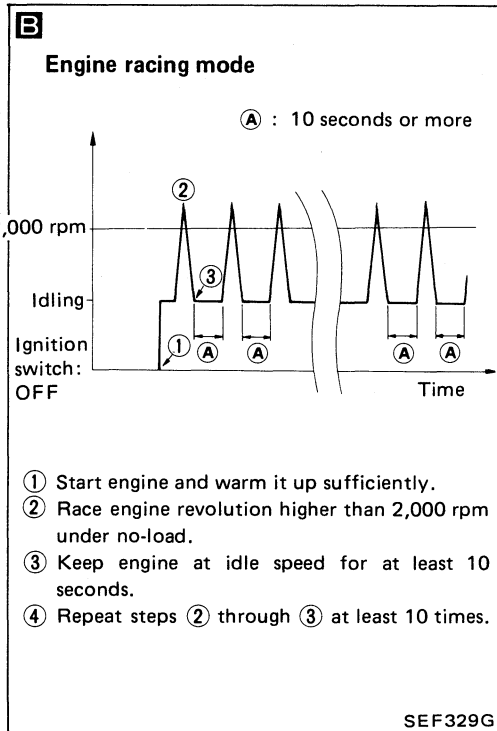 B
Engine racing mode
Ⓐ : 10 seconds or more
②
,000 rpm
③
Idling
Ignition
switch:
OFF
①
Ⓐ Ⓐ Ⓐ Ⓐ
Time
① Start engine and warm it up sufficiently.
② Race engine revolution higher than 2,000 rpm
under no-load.
③ Keep engine at idle speed for at least 10
seconds.
④ Repeat steps ② through ③ at least 10 times.
SEF329G